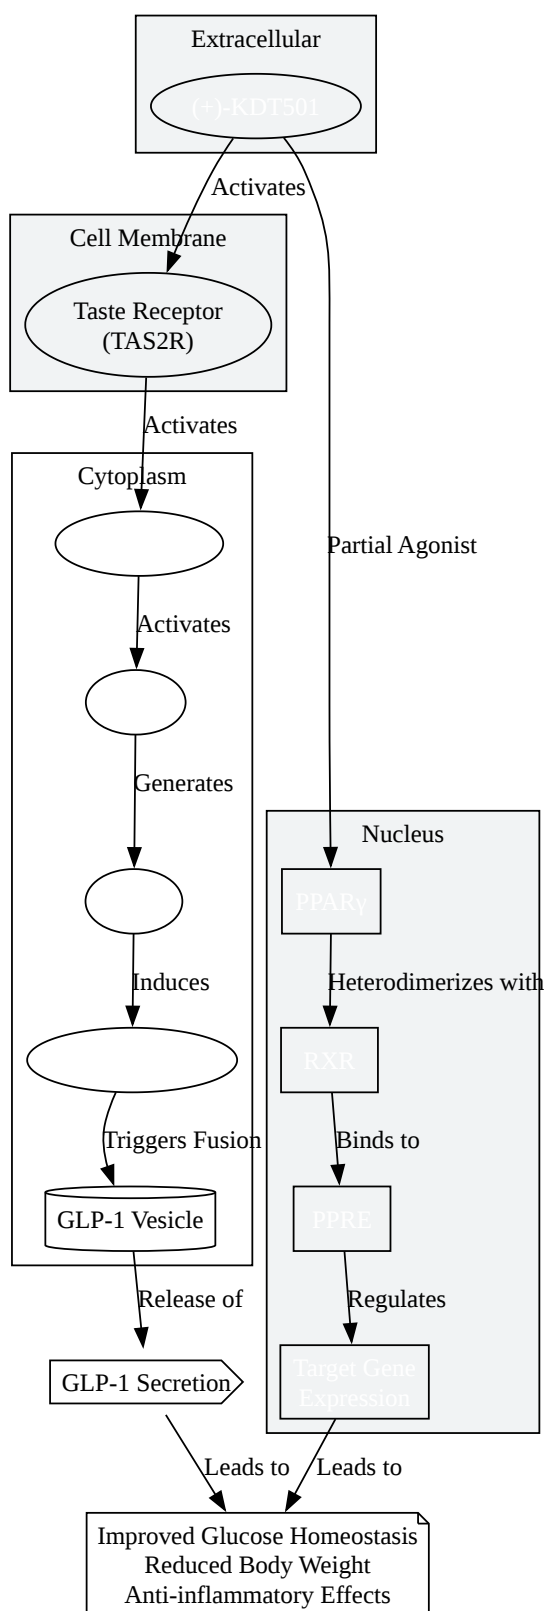 Extracellular
(+)-KDT501
Activates
Cell Membrane
Taste Receptor
(TAS2R)
Activates
Cytoplasm
Partial Agonist
Activates
Generates
Nucleus
PPARγ
Induces
Heterodimerizes with
RXR
Triggers Fusion
Binds to
GLP-1 Vesicle
PPRE
Release of
Regulates
GLP-1 Secretion
Target Gene
Expression
Leads to
Leads to
Improved Glucose Homeostasis
Reduced Body Weight
Anti-inflammatory Effects